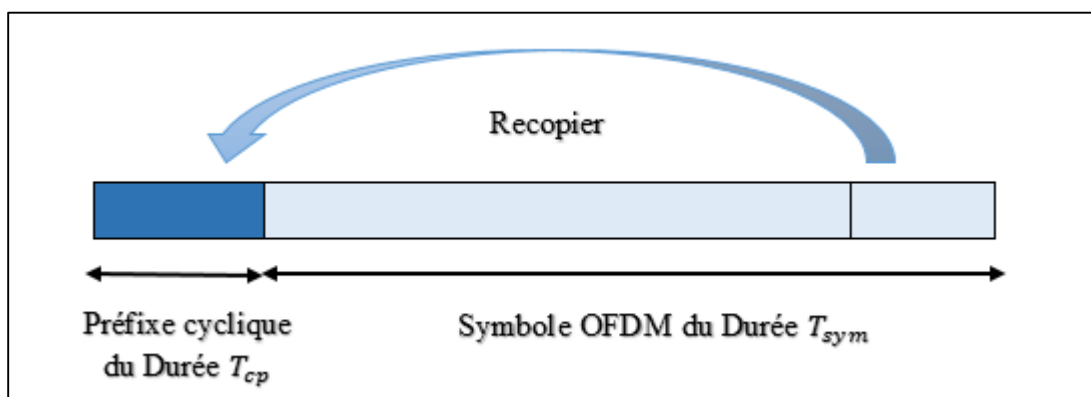 Recopier
Préfixe cyclique
du Durée T_cp
Symbole OFDM du Durée T_sym